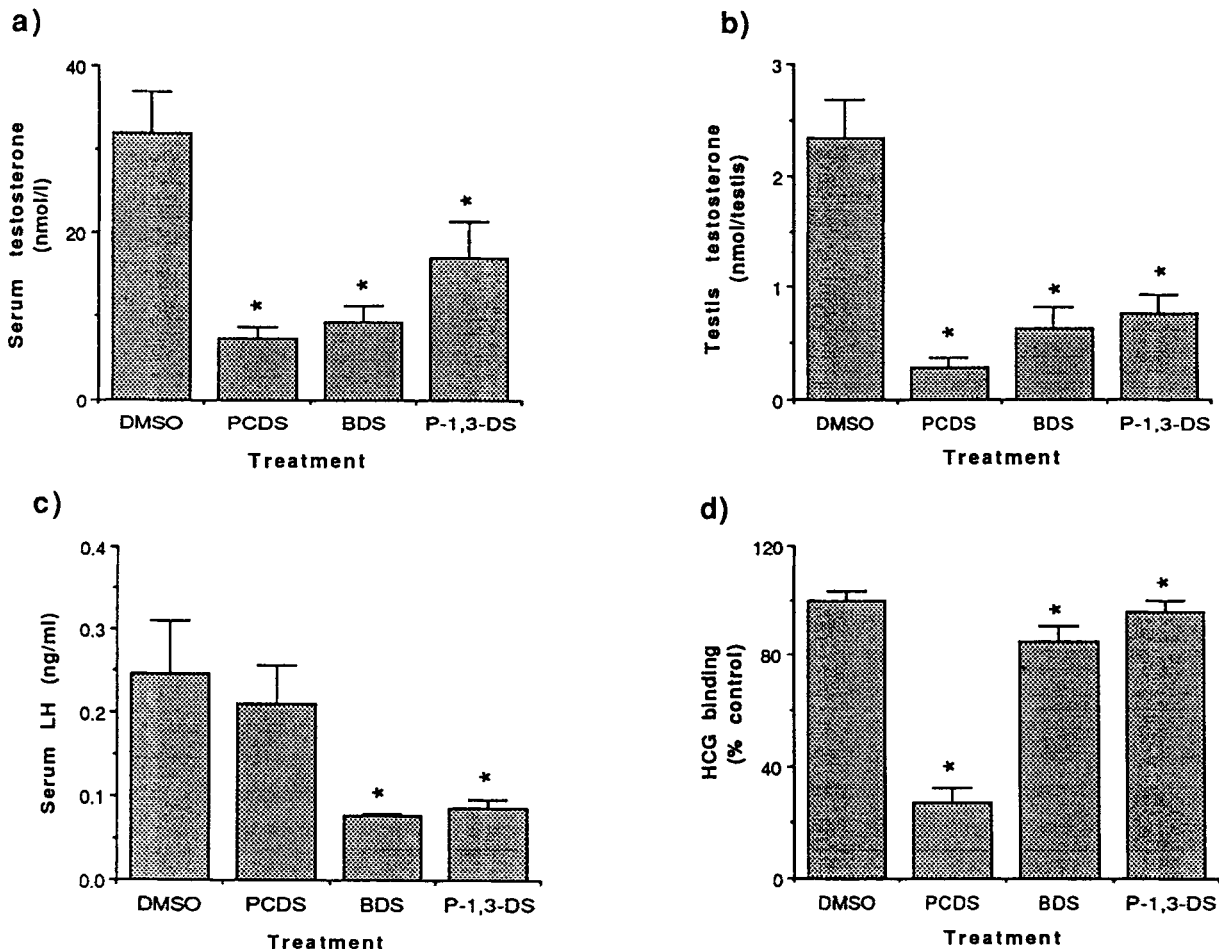 a)
Serum testosterone
(nmol/l)
40
20
0
*
*
*
DMSO PCDS BDS P-1,3-DS
Treatment
b)
Testis testosterone
(nmol/testis)
3
2
1
0
*
*
*
DMSO PCDS BDS P-1,3-DS
Treatment
c)
Serum LH (ng/ml)
0.4
0.3
0.2
0.1
0.0
*
*
DMSO PCDS BDS P-1,3-DS
Treatment
d)
HCG binding
(% control)
120
80
40
0
*
*
*
DMSO PCDS BDS P-1,3-DS
Treatment